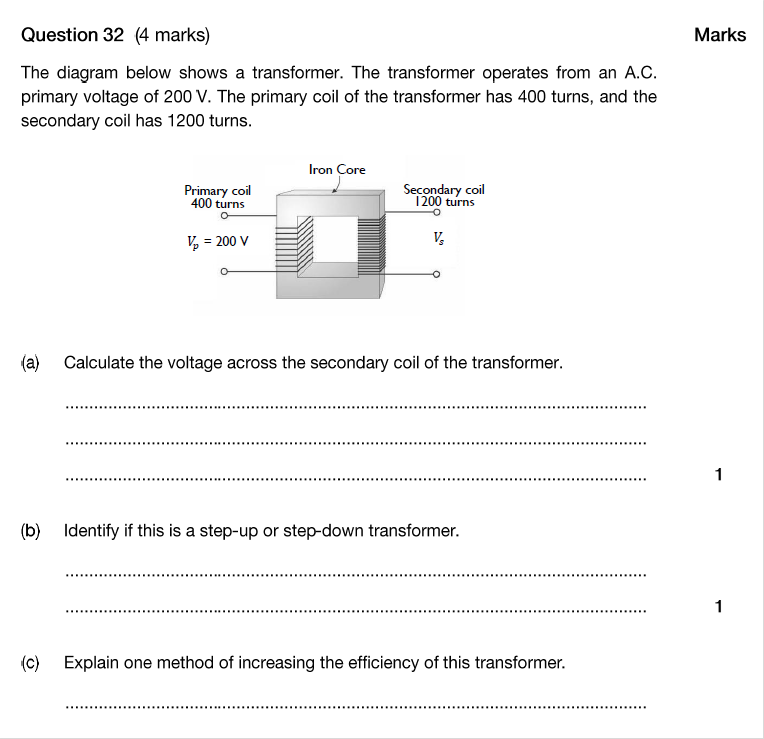 Question 32 (4 marks)
Marks
The diagram below shows a transformer. The transformer operates from an A.C.
primary voltage of 200 V. The primary coil of the transformer has 400 turns, and the
secondary coil has 1200 turns.
Iron Core
Primary coil
400 turns
Secondary coil
1200 turns
Vp = 200 V
Vs
(a) Calculate the voltage across the secondary coil of the transformer.
1
(b) Identify if this is a step-up or step-down transformer.
1
(c) Explain one method of increasing the efficiency of this transformer.